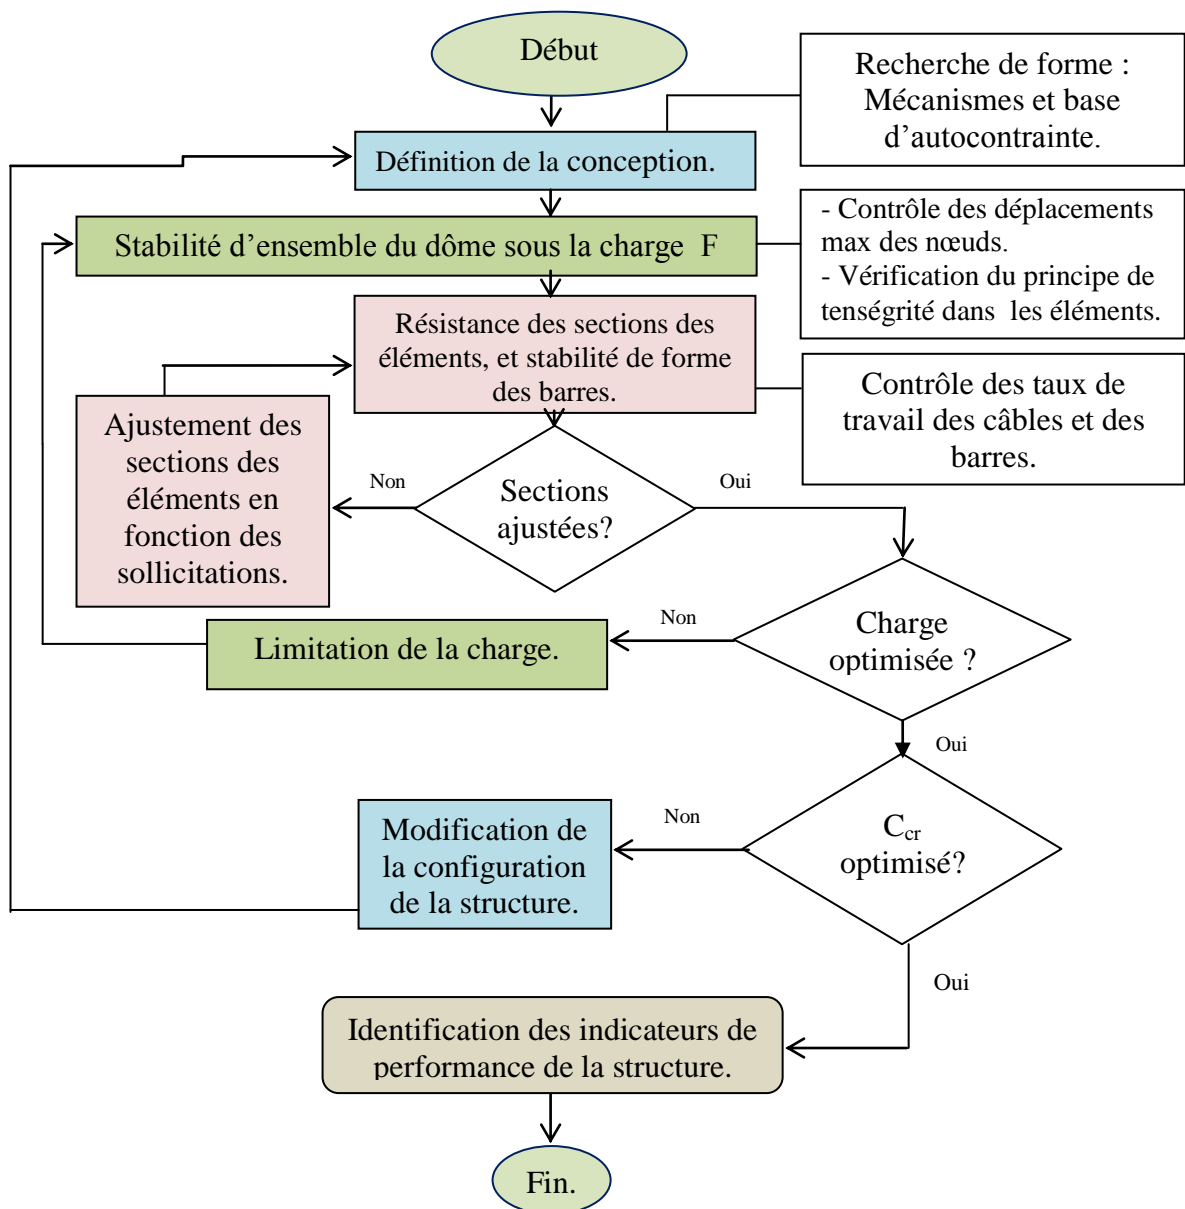 Début
Recherche de forme :
Mécanismes et base
d’autocontrainte.
Définition de la conception.
- Contrôle des déplacements
max des nœuds.
- Vérification du principe de
tenségrité dans les éléments.
Stabilité d’ensemble du dôme sous la charge F
Résistance des sections des
éléments, et stabilité de forme
des barres.
Contrôle des taux de
travail des câbles et des
barres.
Ajustement des
sections des
éléments en
fonction des
sollicitations.
Non
Sections
ajustées?
Oui
Limitation de la charge.
Non
Charge
optimisée ?
Oui
Modification de
la configuration
de la structure.
Non
Ccr
optimisé?
Oui
Identification des indicateurs de
performance de la structure.
Fin.